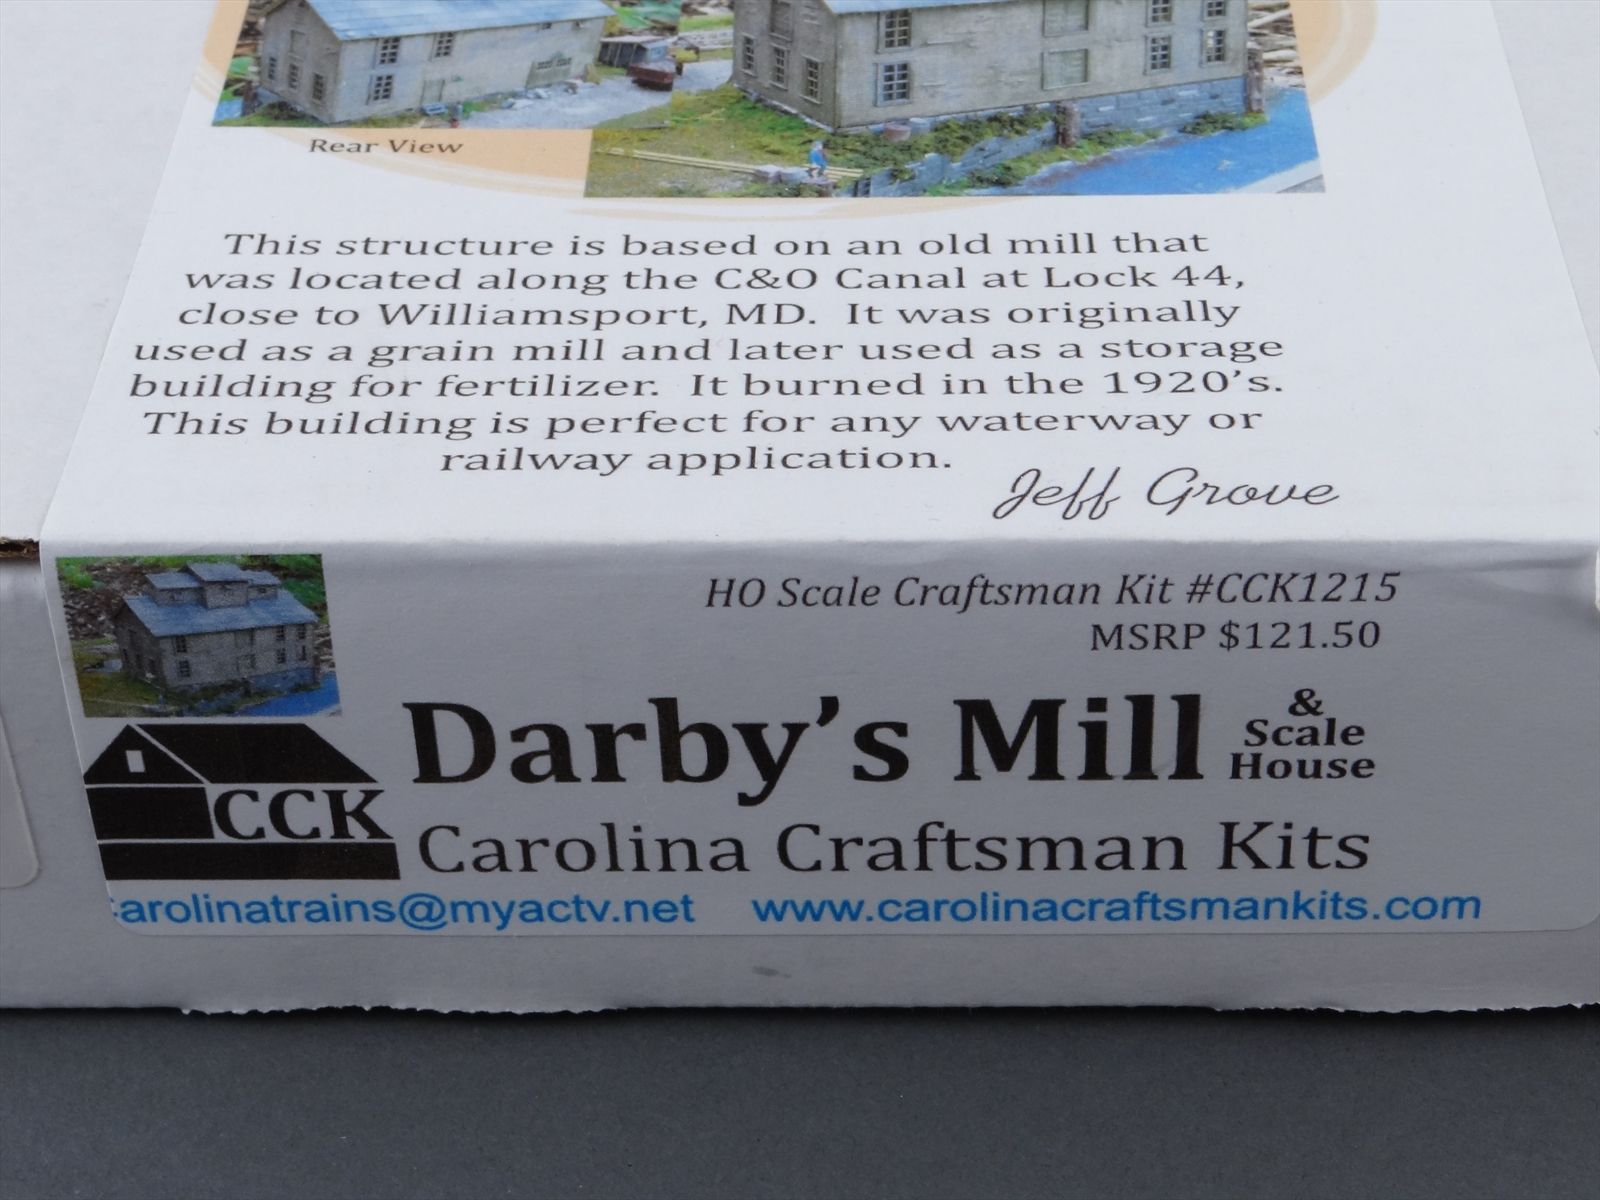 Rear View
This structure is based on an old mill that
was located along the C&O Canal at Lock 44,
close to Williamsport, MD. It was originally
used as a grain mill and later used as a storage
building for fertilizer. It burned in the 1920's.
This building is perfect for any waterway or
railway application.
Jeff Grove
HO Scale Craftsman Kit #CCK1215
MSRP $121.50
Darby's Mill & Scale House
CCK
Carolina Craftsman Kits
carolinatrains@myactv.net www.carolinacraftsmankits.com